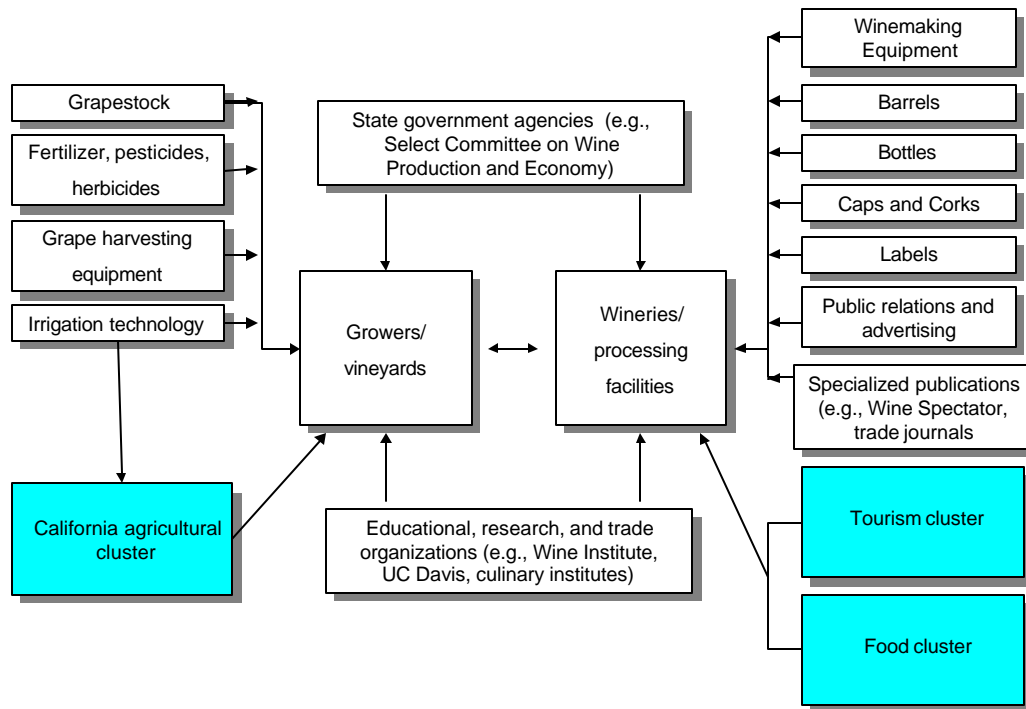 Grapestock
Fertilizer, pesticides,
herbicides
Grape harvesting
equipment
Irrigation technology
California agricultural
cluster
State government agencies (e.g.,
Select Committee on Wine
Production and Economy)
Growers/
vineyards
Wineries/
processing
facilities
Educational, research, and trade
organizations (e.g., Wine Institute,
UC Davis, culinary institutes)
Winemaking
Equipment
Barrels
Bottles
Caps and Corks
Labels
Public relations and
advertising
Specialized publications
(e.g., Wine Spectator,
trade journals
Tourism cluster
Food cluster